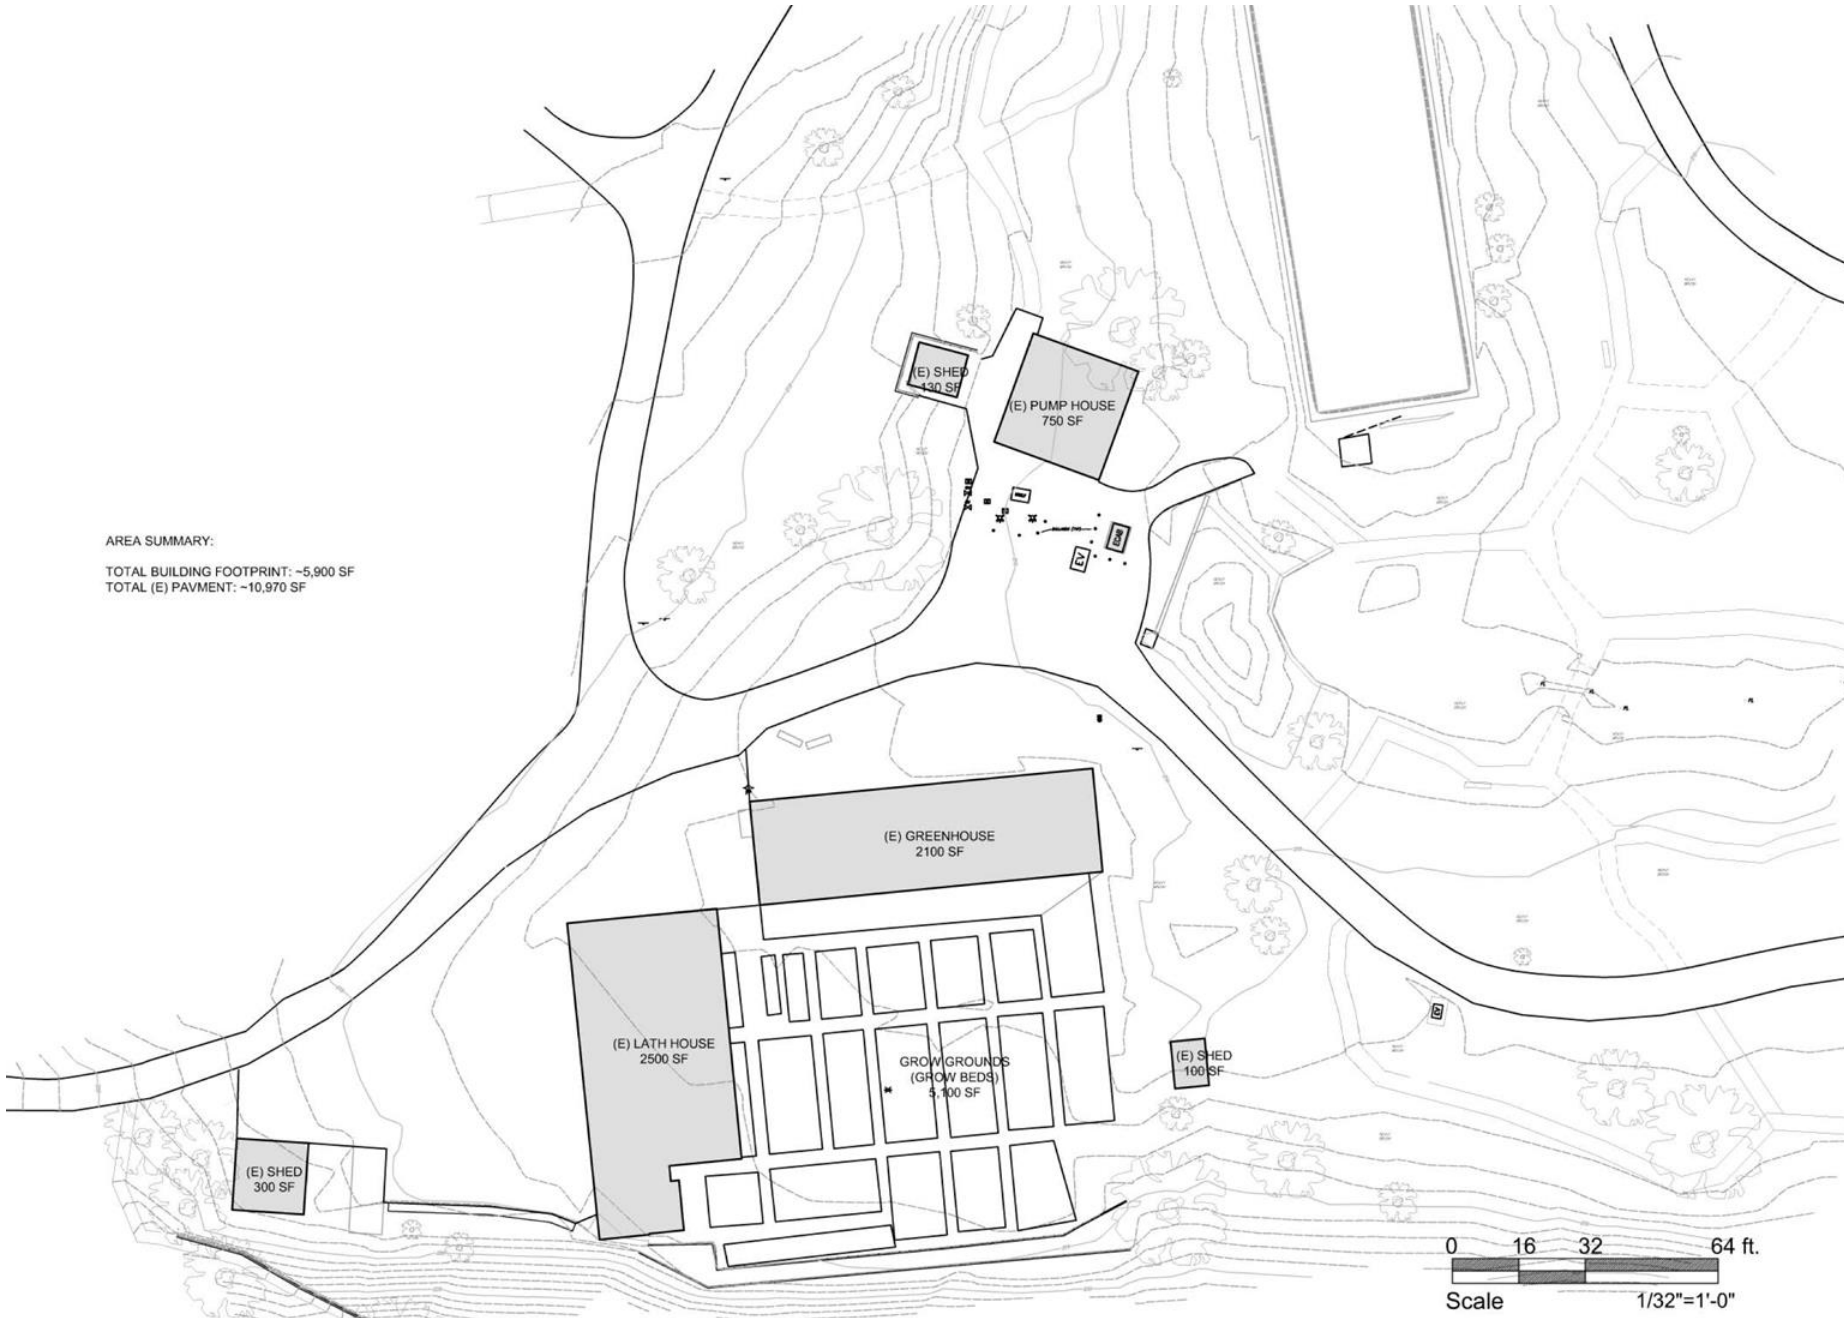 (E) SHED
130 SF
(E) PUMP HOUSE
750 SF
ECAB
EV
AREA SUMMARY:
TOTAL BUILDING FOOTPRINT: ~5,900 SF
TOTAL (E) PAVMENT: ~10,970 SF
(E) GREENHOUSE
2100 SF
(E) LATH HOUSE
2500 SF
GROW GROUNDS
(GROW BEDS)
5,100 SF
(E) SHED
100 SF
(E) SHED
300 SF
0 16 32 64 ft.
Scale 1/32"=1'-0"